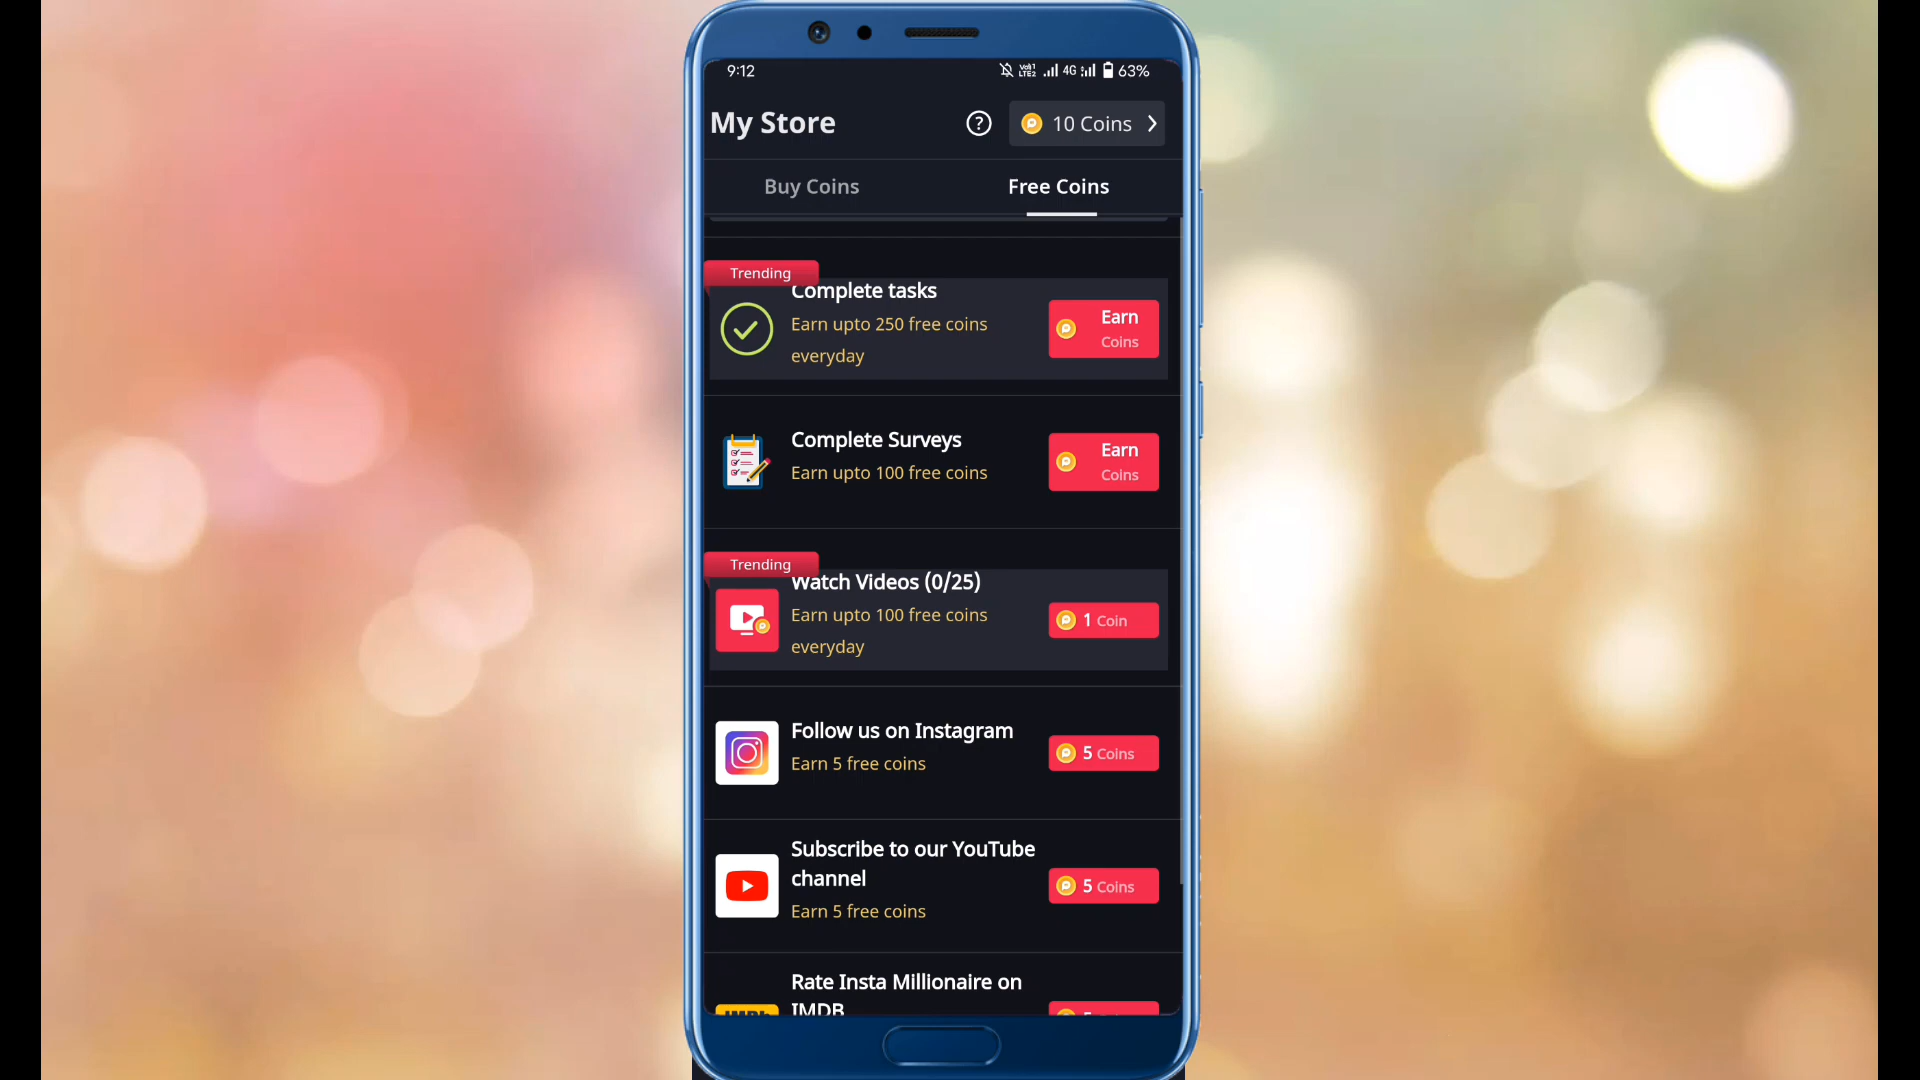 9:12
4G
63%
My Store
?
10 Coins
Buy Coins
Free Coins
Trending
Complete tasks
Earn upto 250 free coins
everyday
Earn
Coins
Complete Surveys
Earn upto 100 free coins
Earn
Coins
Trending
Watch Videos (0/25)
Earn upto 100 free coins
everyday
1 Coin
Follow us on Instagram
Earn 5 free coins
5 Coins
Subscribe to our YouTube
channel
Earn 5 free coins
5 Coins
Rate Insta Millionaire on
IMDB